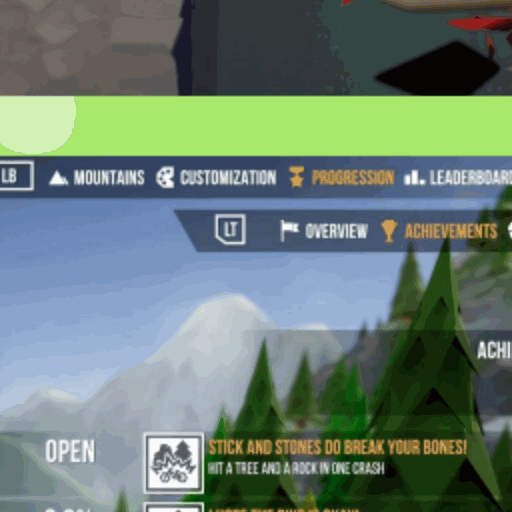 LB MOUNTAINS CUSTOMIZATION PROGRESSION LEADERBOARD
LT OVERVIEW ACHIEVEMENTS
ACHI
OPEN
STICK AND STONES DO BREAK YOUR BONES!
HIT A TREE AND A ROCK IN ONE CRASH